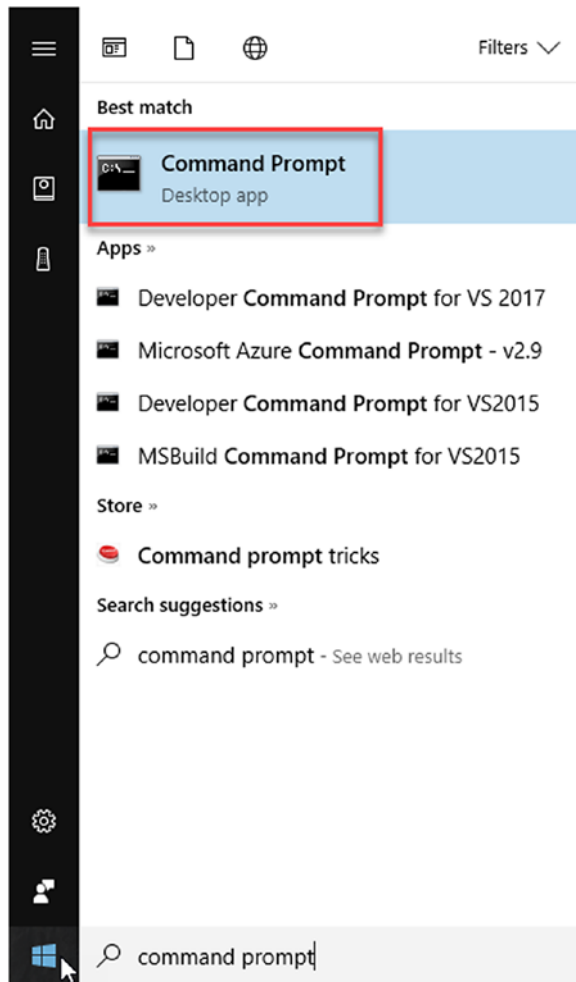 Filters
Best match
C:\_
Command Prompt
Desktop app
Apps »
Developer Command Prompt for VS 2017
Microsoft Azure Command Prompt - v2.9
Developer Command Prompt for VS2015
MSBuild Command Prompt for VS2015
Store »
Command prompt tricks
Search suggestions »
command prompt - See web results
command prompt